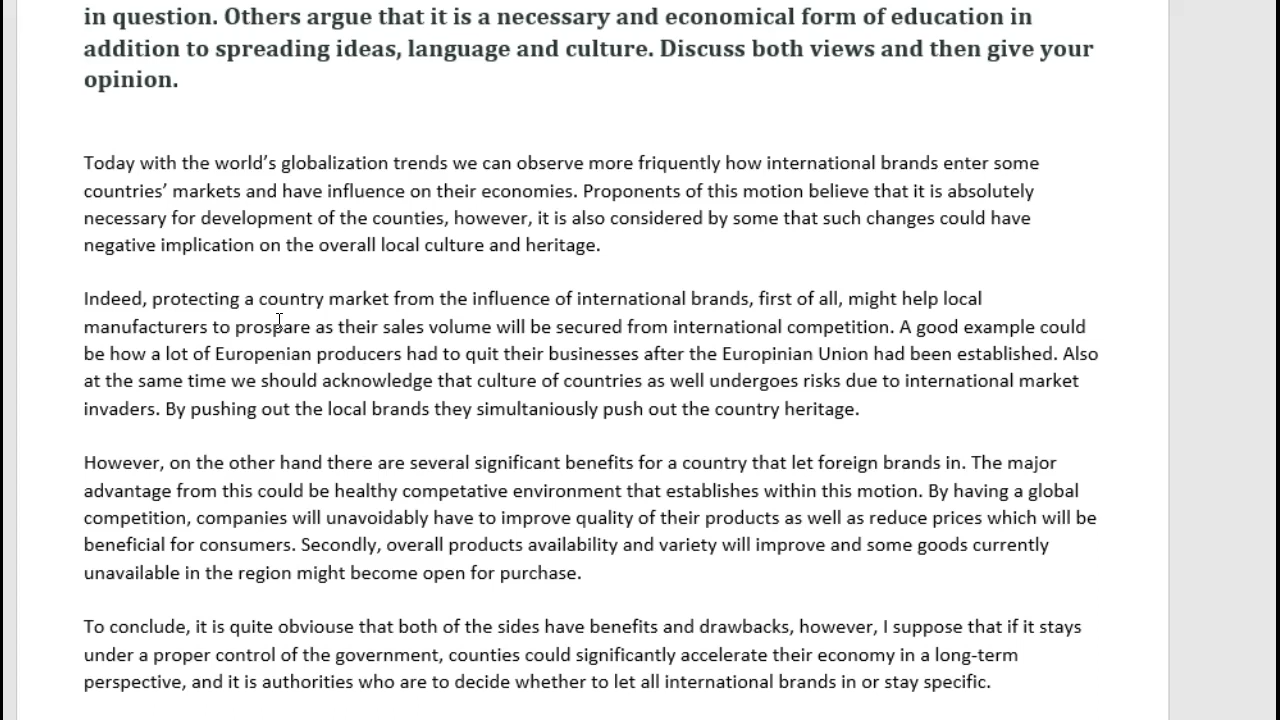 in question. Others argue that it is a necessary and economical form of education in
addition to spreading ideas, language and culture. Discuss both views and then give your
opinion.
Today with the world’s globalization trends we can observe more friquently how international brands enter some
countries’ markets and have influence on their economies. Proponents of this motion believe that it is absolutely
necessary for development of the counties, however, it is also considered by some that such changes could have
negative implication on the overall local culture and heritage.
Indeed, protecting a country market from the influence of international brands, first of all, might help local
manufacturers to prospare as their sales volume will be secured from international competition. A good example could
be how a lot of Europenian producers had to quit their businesses after the Europinian Union had been established. Also
at the same time we should acknowledge that culture of countries as well undergoes risks due to international market
invaders. By pushing out the local brands they simultaniously push out the country heritage.
However, on the other hand there are several significant benefits for a country that let foreign brands in. The major
advantage from this could be healthy competative environment that establishes within this motion. By having a global
competition, companies will unavoidably have to improve quality of their products as well as reduce prices which will be
beneficial for consumers. Secondly, overall products availability and variety will improve and some goods currently
unavailable in the region might become open for purchase.
To conclude, it is quite obviouse that both of the sides have benefits and drawbacks, however, I suppose that if it stays
under a proper control of the government, counties could significantly accelerate their economy in a long-term
perspective, and it is authorities who are to decide whether to let all international brands in or stay specific.